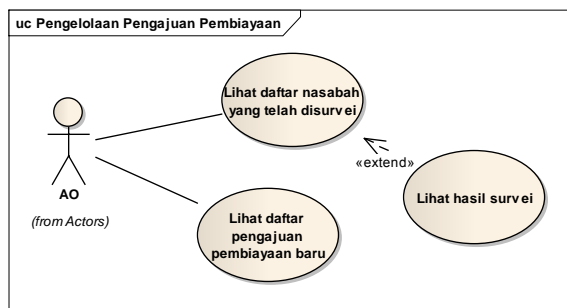 uc Pengelolaan Pengajuan Pembiayaan
Lihat daftar nasabah
yang telah disurvei
«extend»
Lihat hasil survei
AO
(from Actors)
Lihat daftar
pengajuan
pembiayaan baru